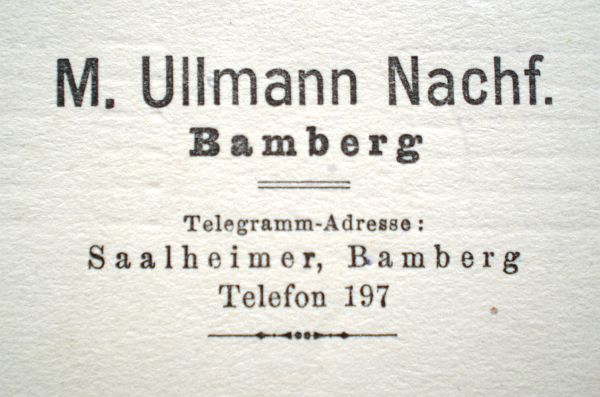 M. Ullmann Nachf.
Bamberg
Telegramm-Adresse:
Saalheimer, Bamberg
Telefon 197